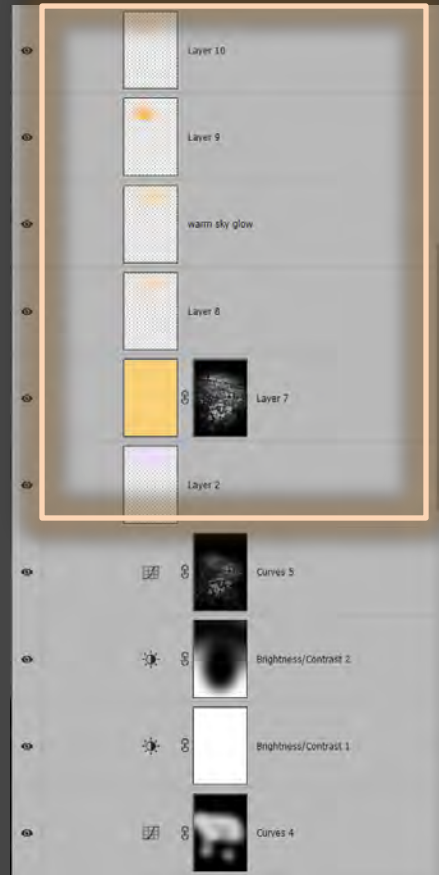 Layer 10
Layer 9
warm sky glow
Layer 8
Layer 7
Layer 2
Curves 5
Brightness/Contrast 2
Brightness/Contrast 1
Curves 4